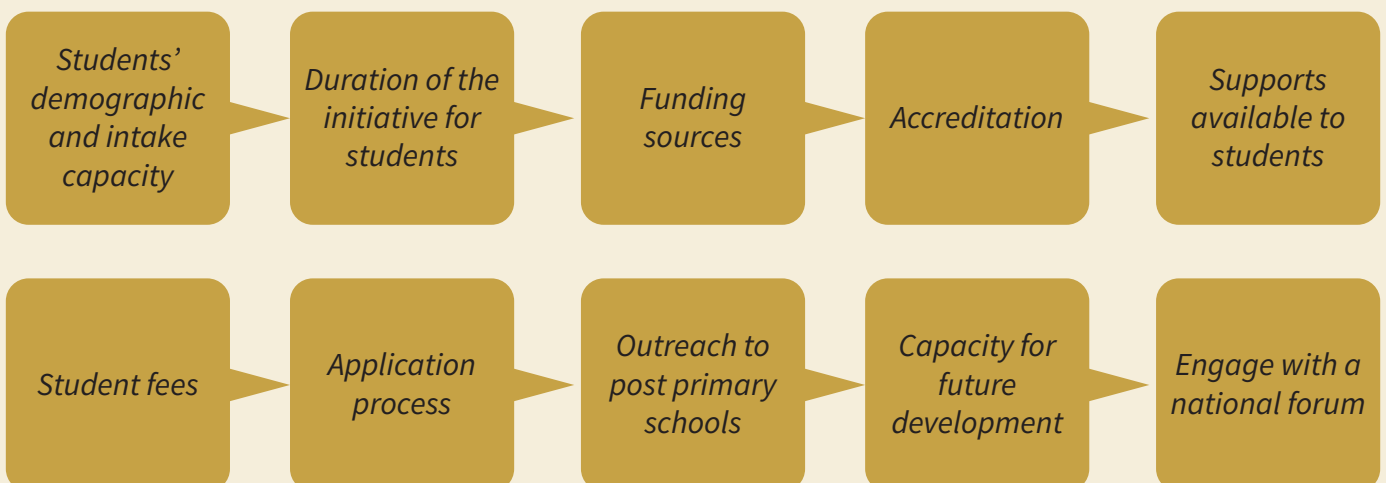 Students’
demographic
and intake
capacity
Duration of the
initiative for
students
Funding
sources
Accreditation
Supports
available to
students
Student fees
Application
process
Outreach to
post primary
schools
Capacity for
future
development
Engage with a
national forum